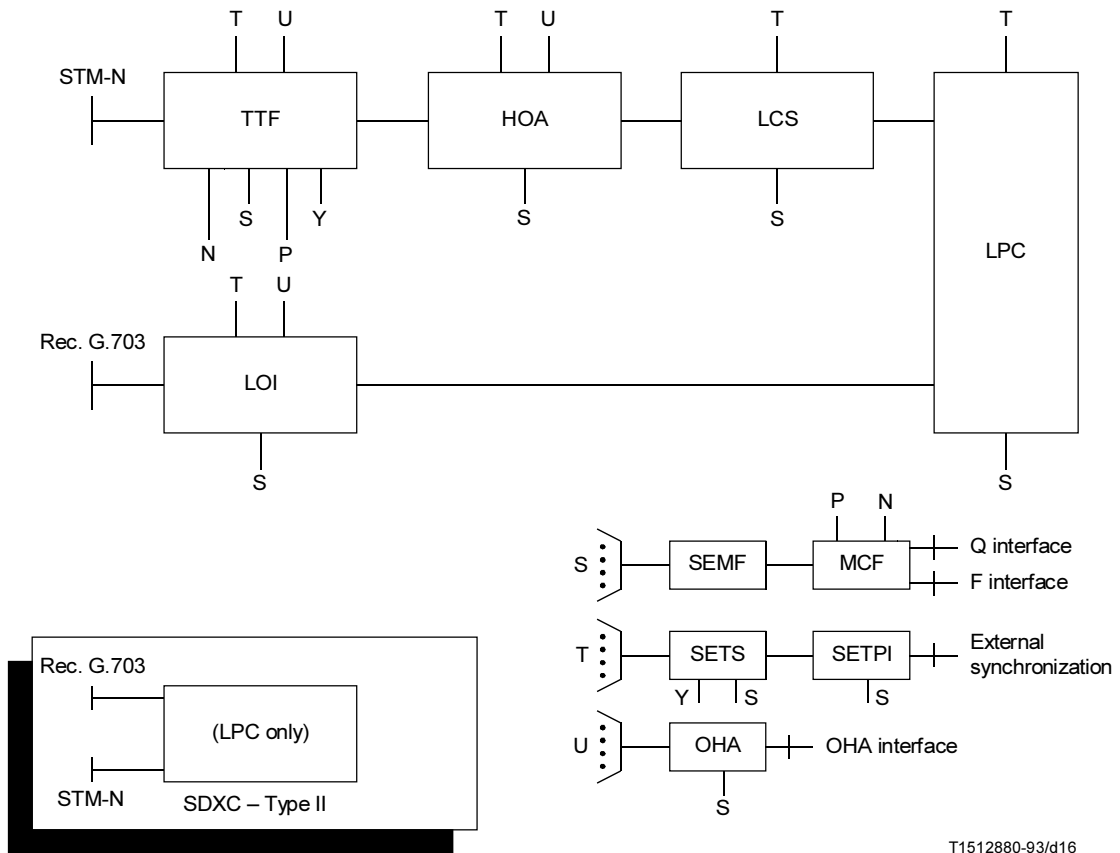 T U T U T T
STM-N
TTF HOA LCS
S Y S S
N P
LPC
T U
Rec. G.703
LOI
S S
P N
S SEMF MCF Q interface
F interface
T SETS SETPI External
synchronization
Y S S
U OHA OHA interface
S
Rec. G.703
(LPC only)
STM-N
SDXC – Type II
T1512880-93/d16